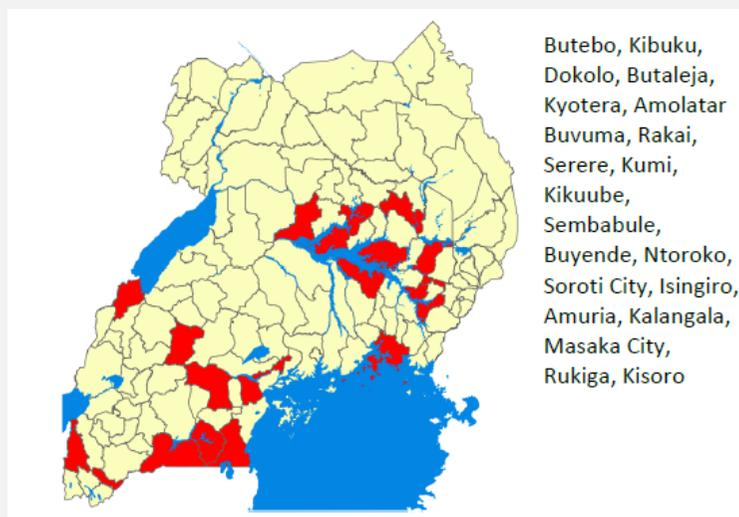 Butebo, Kibuku,
Dokolo, Butaleja,
Kyotera, Amolatar
Buvuma, Rakai,
Serere, Kumi,
Kikuube,
Sembabule,
Buyende, Ntoroko,
Soroti City, Isingiro,
Amuria, Kalangala,
Masaka City,
Rukiga, Kisoro